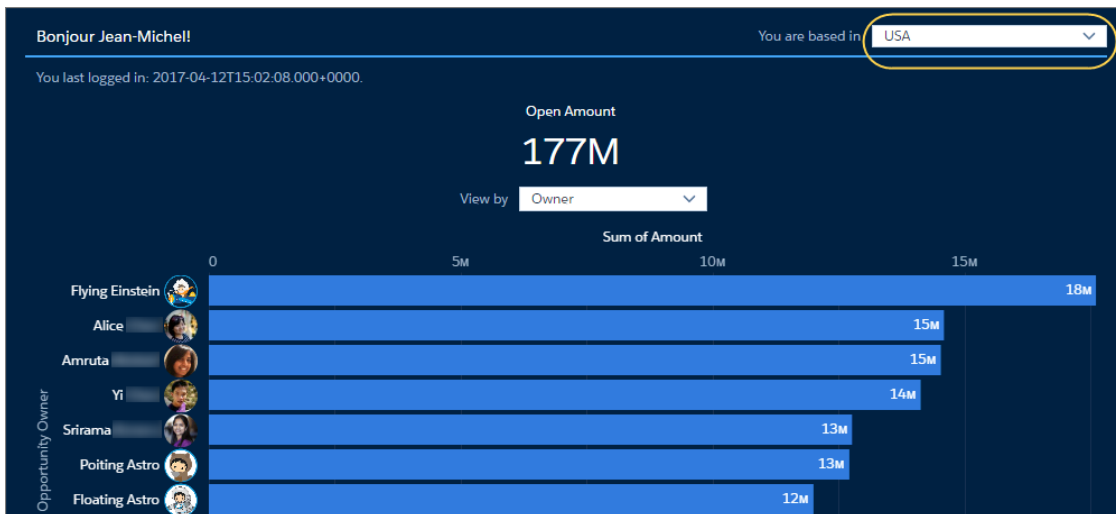 Bonjour Jean-Michel!
You are based in USA
You last logged in: 2017-04-12T15:02:08.000+0000.
Open Amount
177M
View by Owner
Sum of Amount
0 5M 10M 15M
Opportunity Owner
Flying Einstein 18M
Alice 15M
Amruta 15M
Yi 14M
Srirama 13M
Poiting Astro 13M
Floating Astro 12M